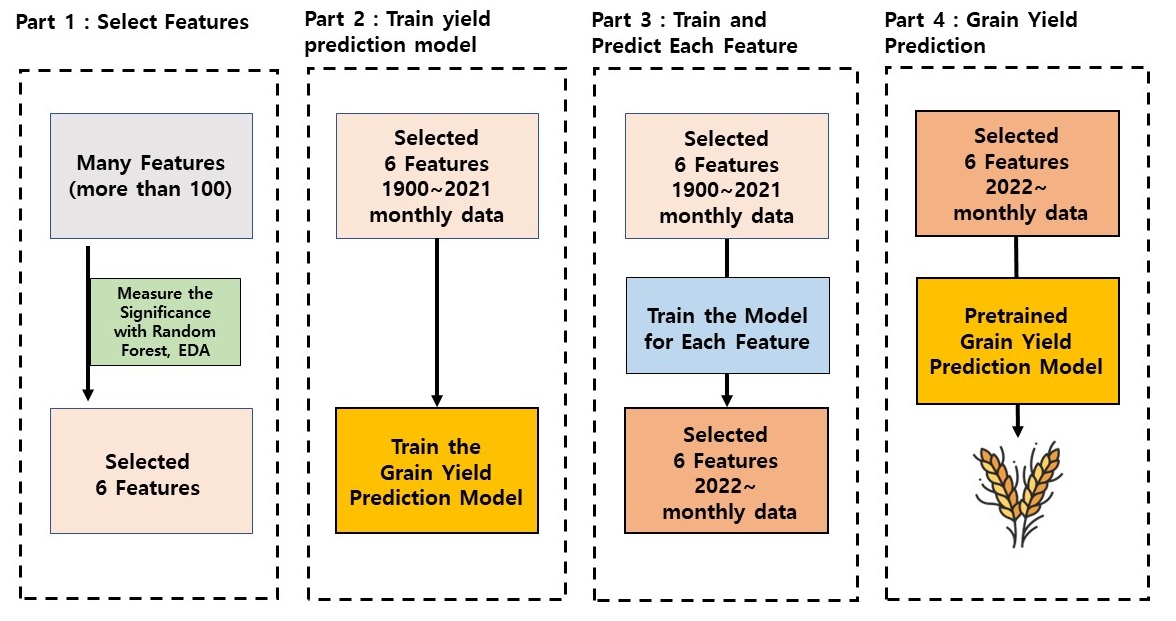 Part 1 : Select Features
Many Features
(more than 100)
Measure the
Significance
with Random
Forest, EDA
Selected
6 Features
Part 2 : Train yield
prediction model
Selected
6 Features
1900~2021
monthly data
Train the
Grain Yield
Prediction Model
Part 3 : Train and
Predict Each Feature
Selected
6 Features
1900~2021
monthly data
Train the Model
for Each Feature
Selected
6 Features
2022~
monthly data
Part 4 : Grain Yield
Prediction
Selected
6 Features
2022~
monthly data
Pretrained
Grain Yield
Prediction Model